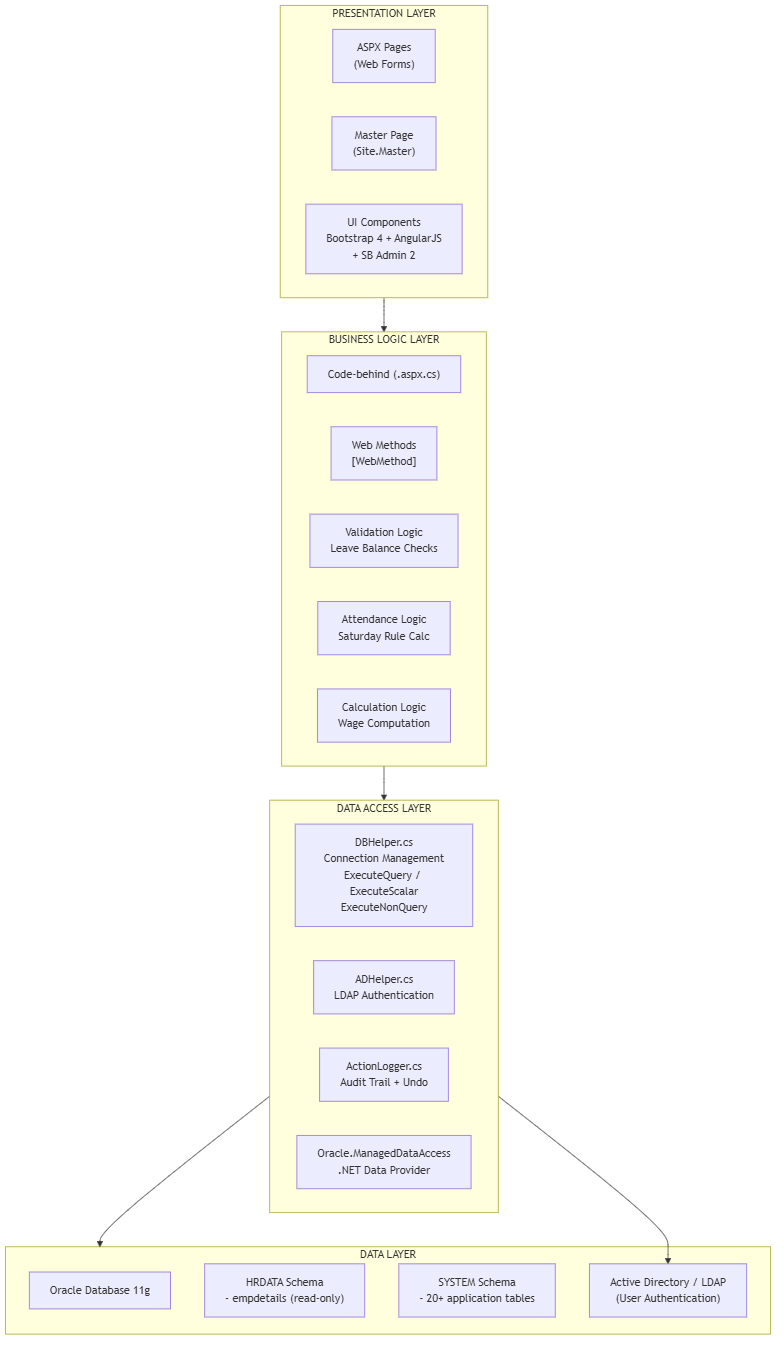 PRESENTATION LAYER
ASPX Pages
(Web Forms)
Master Page
(Site.Master)
UI Components
Bootstrap 4 + AngularJS
+ SB Admin 2
BUSINESS LOGIC LAYER
Code-behind (.aspx.cs)
Web Methods
[WebMethod]
Validation Logic
Leave Balance Checks
Attendance Logic
Saturday Rule Calc
Calculation Logic
Wage Computation
DATA ACCESS LAYER
DBHelper.cs
Connection Management
ExecuteQuery /
ExecuteScalar
ExecuteNonQuery
ADHelper.cs
LDAP Authentication
ActionLogger.cs
Audit Trail + Undo
Oracle.ManagedDataAccess
.NET Data Provider
DATA LAYER
Oracle Database 11g
HRDATA Schema
- empdetails (read-only)
SYSTEM Schema
- 20+ application tables
Active Directory / LDAP
(User Authentication)